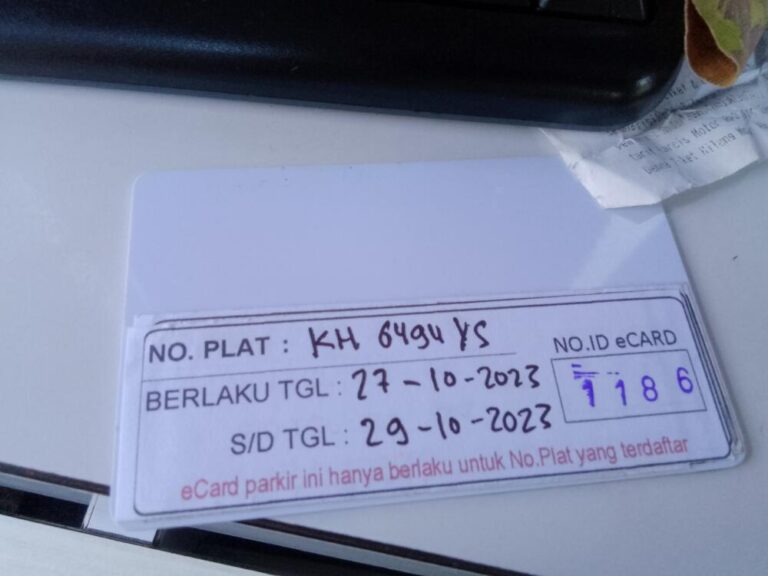 NO. PLAT : KH 6494 YS
BERLAKU TGL : 27-10-2023
S/D TGL : 29-10-2023
NO.ID eCARD
1186
eCard parkir ini hanya berlaku untuk No.Plat yang terdaftar